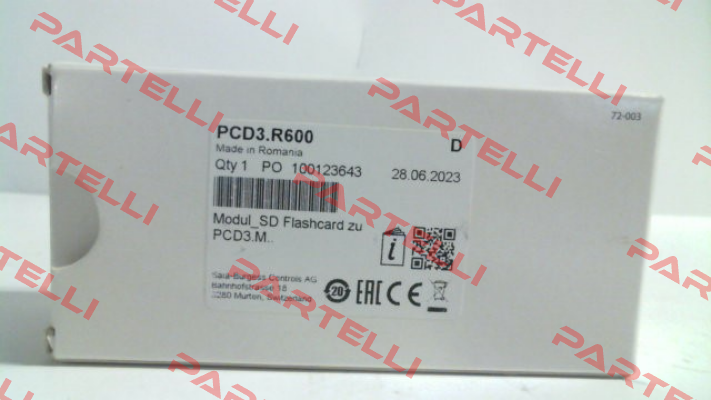 72-003
PCD3.R600
D
Made in Romania
Qty 1 PO 100123643 28.06.2023
Modul_SD Flashcard zu
PCD3.M..
i
Saia-Burgess Controls AG
Bahnhofstrasse 18
3280 Murten, Switzerland
20 EAC CE
PARTELLI
PARTELLI
PARTELLI
PARTELLI
PARTELLI
PARTELLI
PARTELLI
PARTELLI